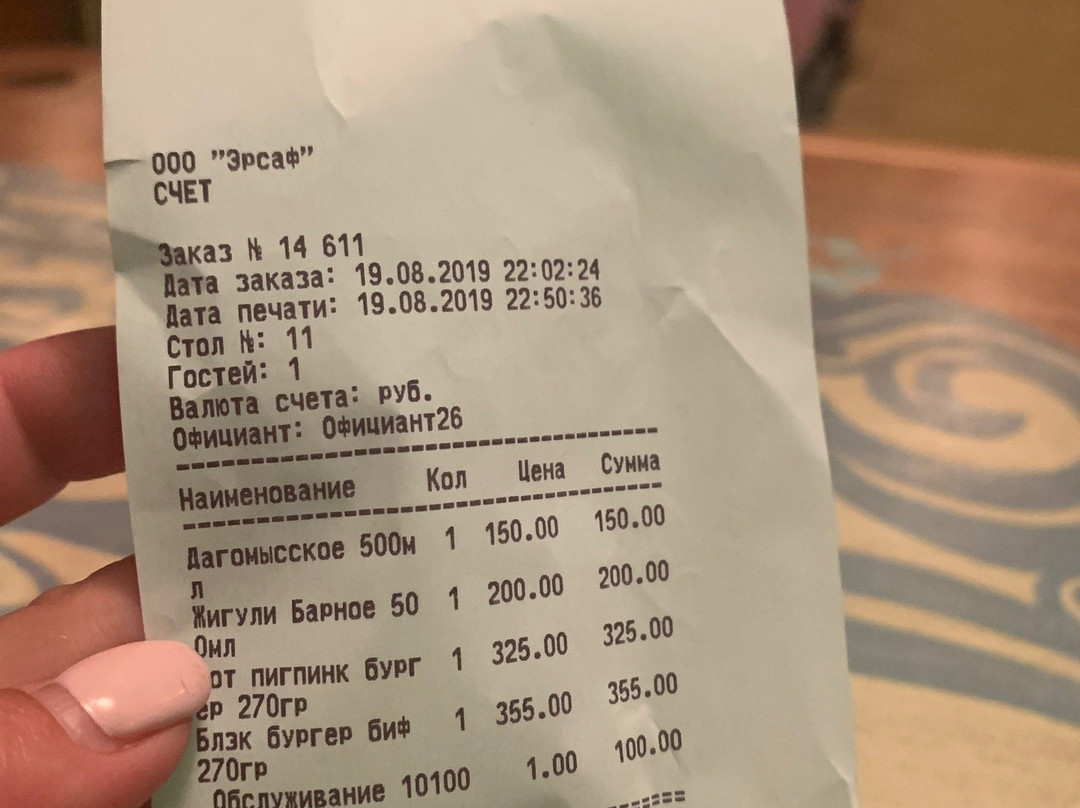 ООО "Эрсаф"
СЧЕТ
Заказ № 14 611
Дата заказа: 19.08.2019 22:02:24
Дата печати: 19.08.2019 22:50:36
Стол №: 11
Гостей: 1
Валюта счета: руб.
Официант: Официант26
Наименование Кол Цена Сумма
Дагомысское 500м 1 150.00 150.00
л
Жигули Барное 50 1 200.00 200.00
0мл
пигпинк бург 1 325.00 325.00
ер 270гр
Блэк бургер биф 1 355.00 355.00
270гр
Обслуживание 10100 1.00 100.00